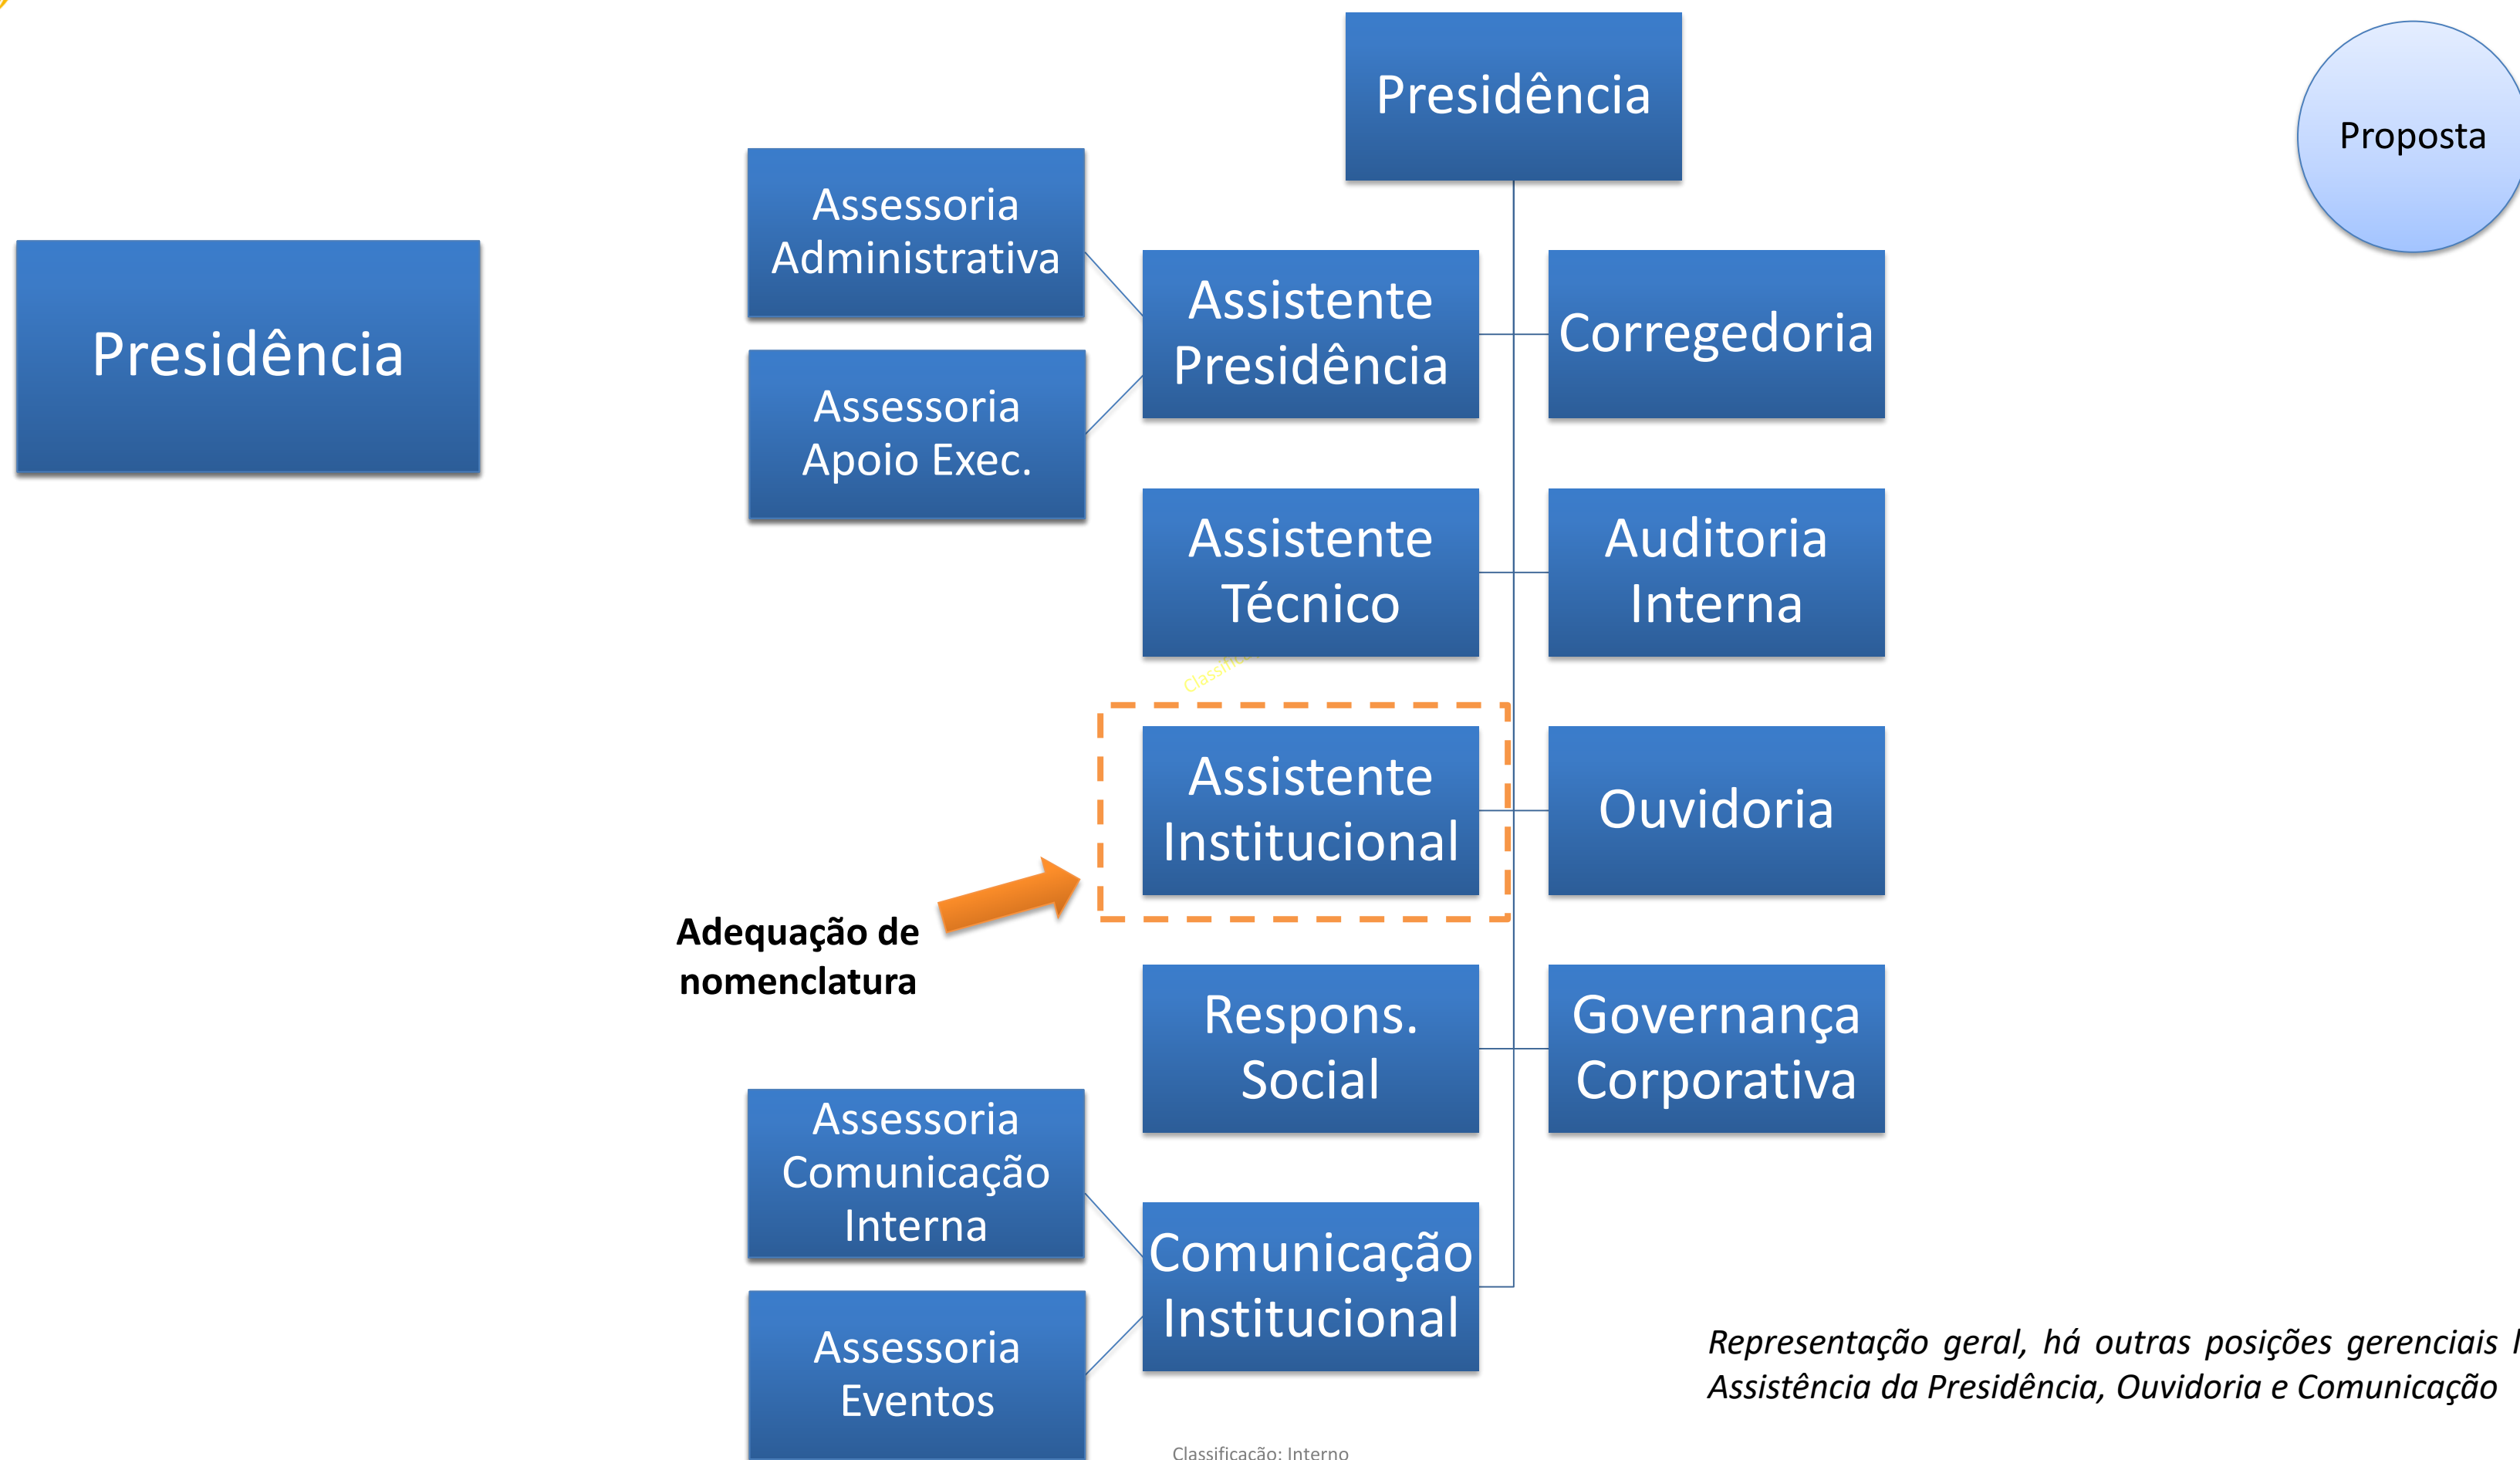 Presidência
Proposta
Assessoria
Administrativa
Presidência
Assistente
Presidência
Corregedoria
Assessoria
Apoio Exec.
Assistente
Técnico
Auditoria
Interna
Assistente
Institucional
Ouvidoria
Adequação de
nomenclatura
Respons.
Social
Governança
Corporativa
Assessoria
Comunicação
Interna
Comunicação
Institucional
Assessoria
Eventos
Representação geral, há outras posições gerenciais
Assistência da Presidência, Ouvidoria e Comunicação
Classificação: Interno